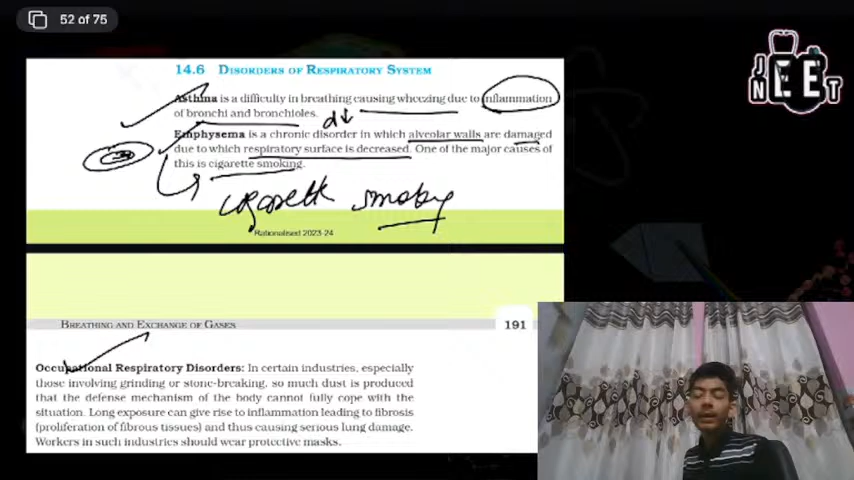 52 of 75
J
NEET
14.6 DISORDERS OF RESPIRATORY SYSTEM
Asthma is a difficulty in breathing causing wheezing due to inflammation
of bronchi and bronchioles. d↓
Emphysema is a chronic disorder in which alveolar walls are damaged
due to which respiratory surface is decreased. One of the major causes of
this is cigarette smoking.
Rationalised 2023-24
BREATHING AND EXCHANGE OF GASES
191
Occupational Respiratory Disorders: In certain industries, especially
those involving grinding or stone-breaking, so much dust is produced
that the defense mechanism of the body cannot fully cope with the
situation. Long exposure can give rise to inflammation leading to fibrosis
(proliferation of fibrous tissues) and thus causing serious lung damage.
Workers in such industries should wear protective masks.